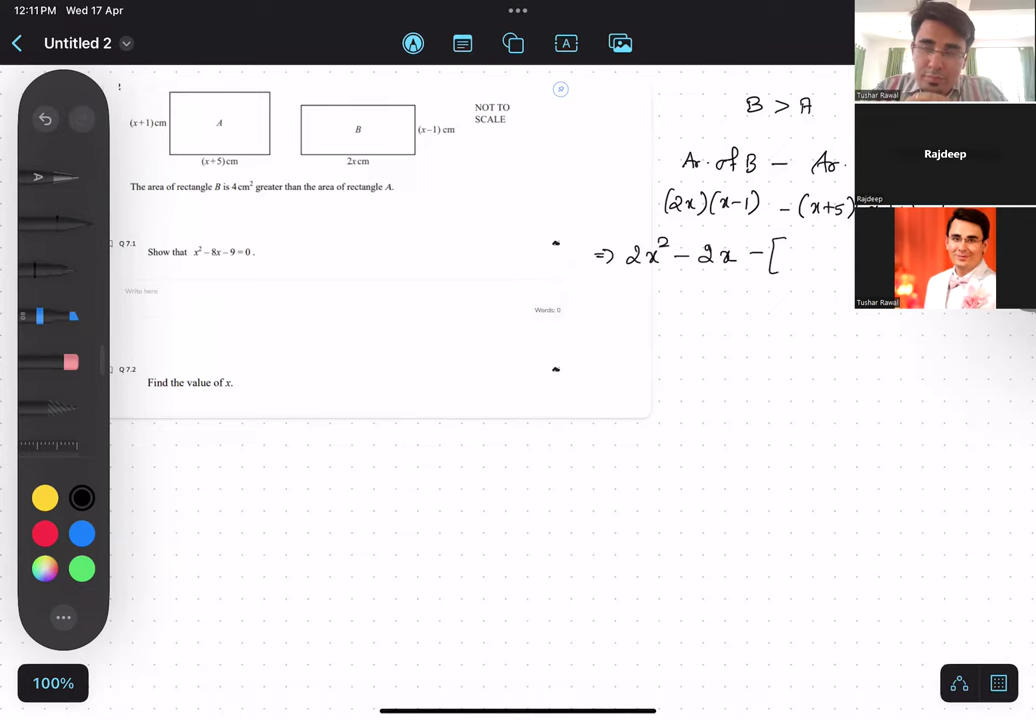 12:11 PM Wed 17 Apr
Untitled 2
A
Tushar Rawal
(x+1) cm
A
(x+5) cm
B
(x−1) cm
2x cm
NOT TO
SCALE
B > A
Rajdeep
Rajdeep
Ar. of B − Ar.
The area of rectangle B is 4 cm² greater than the area of rectangle A.
(2x)(x−1) − (x+5)
Q 7.1
Show that x² − 8x − 9 = 0 .
⇒ 2x² − 2x − [
Write here
Words: 0
Tushar Rawal
Q 7.2
Find the value of x.
100%